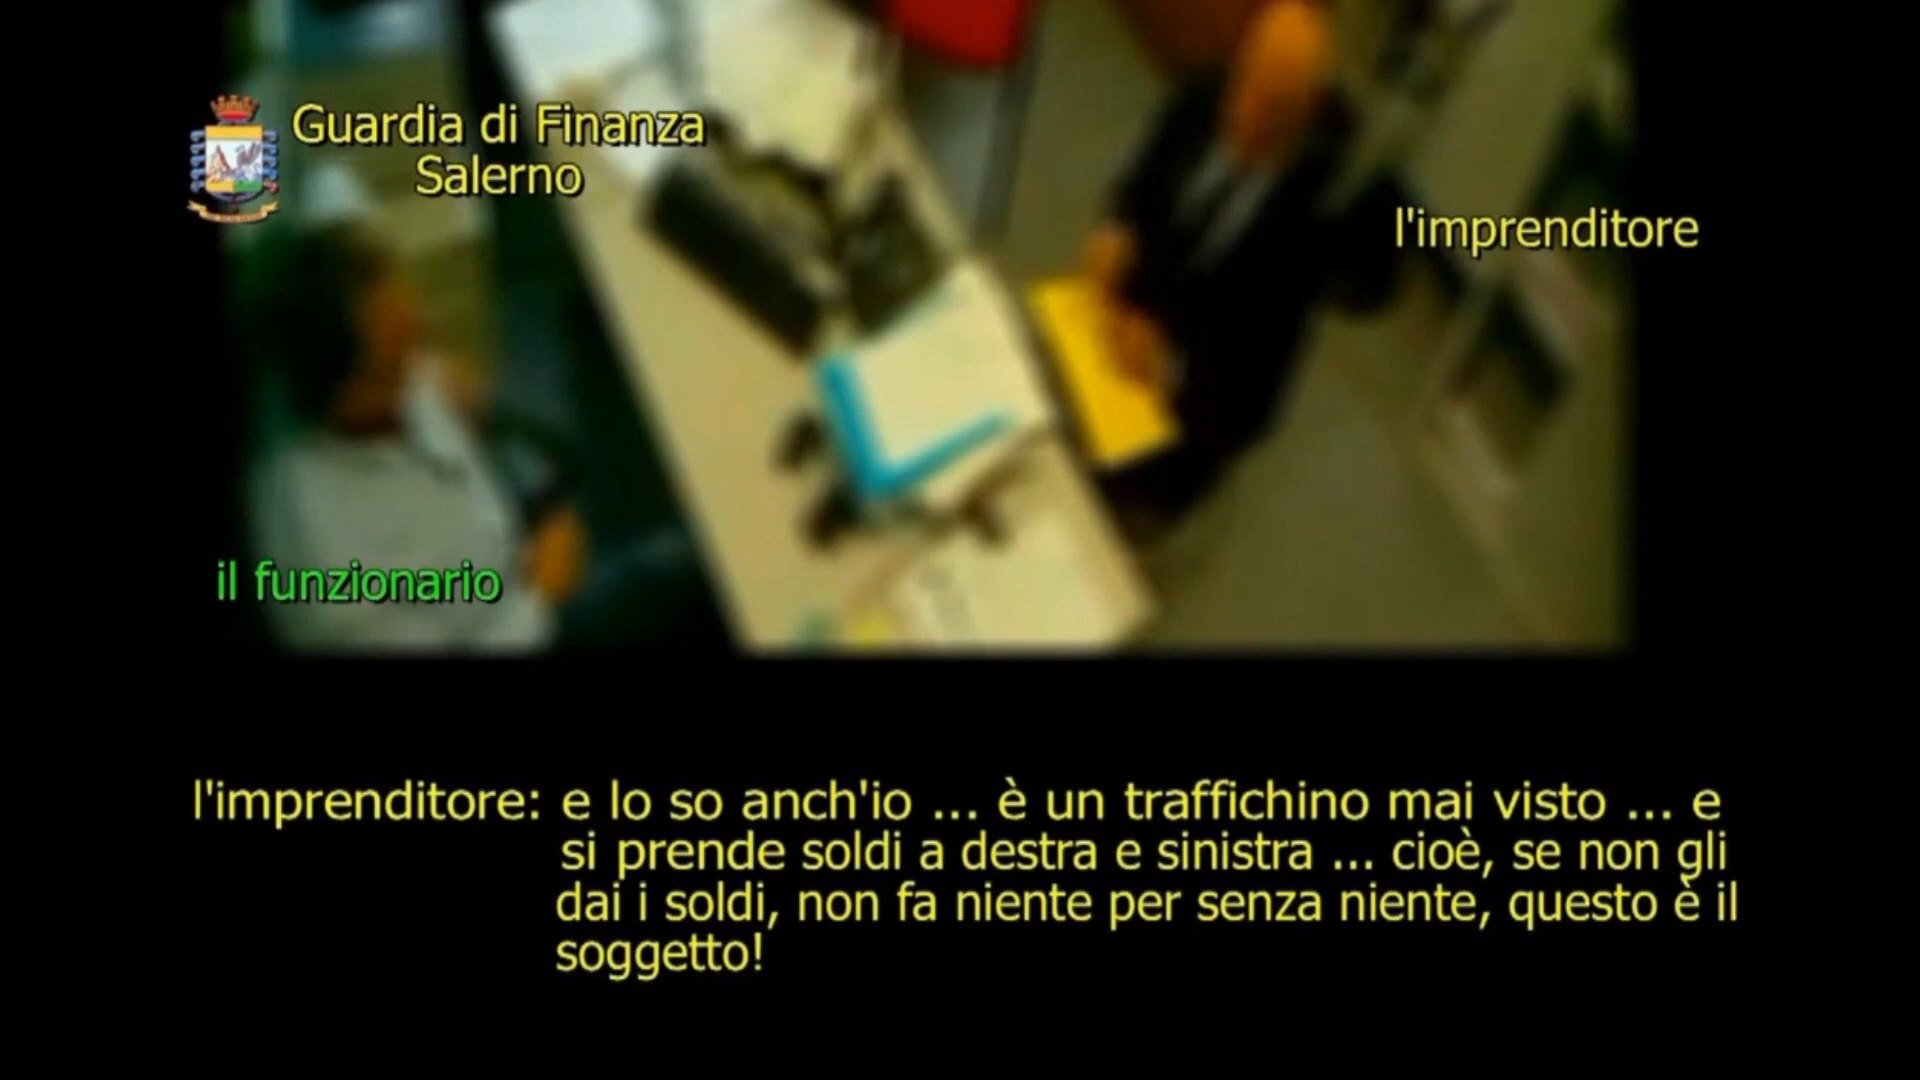 Guardia di Finanza
Salerno
l'imprenditore
il funzionario
l'imprenditore: e lo so anch'io ... è un traffichino mai visto ... e
si prende soldi a destra e sinistra ... cioè, se non gli
dai i soldi, non fa niente per senza niente, questo è il
soggetto!